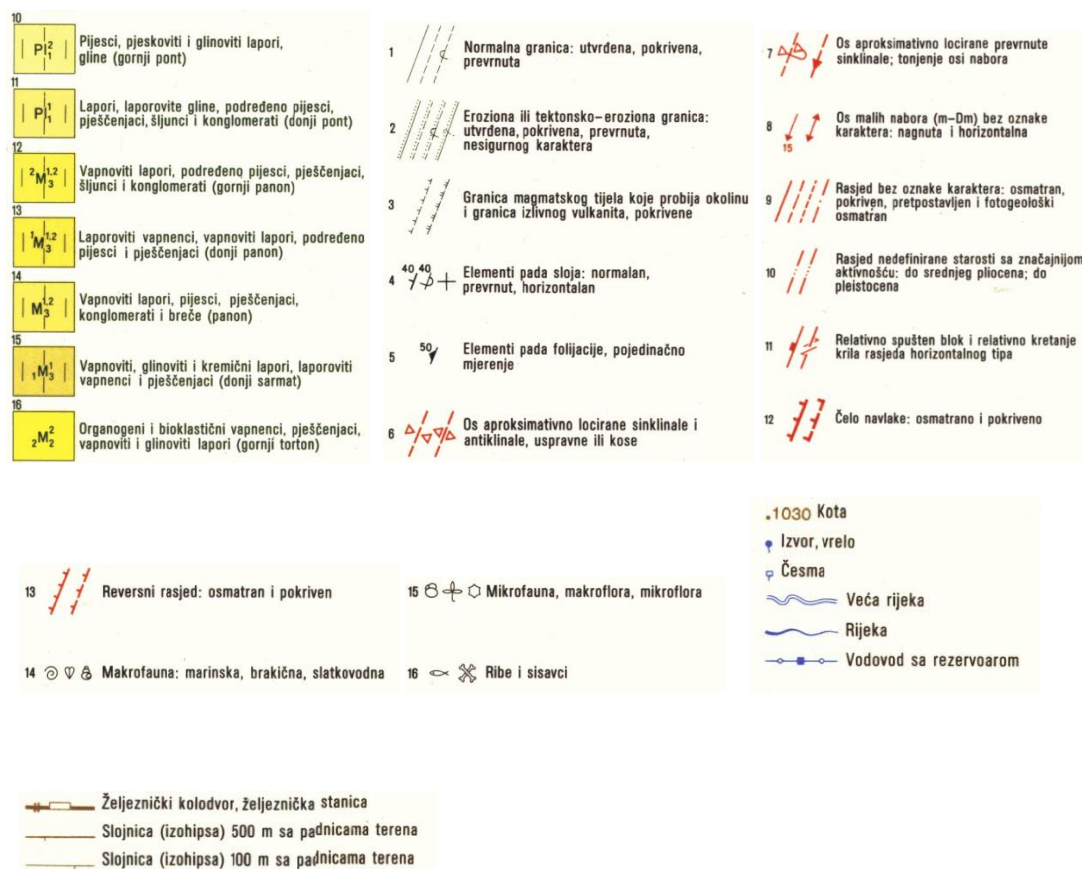 10
Pl₁²
Pijesci, pjeskoviti i glinoviti lapori,
gline (gornji pont)
11
Pl₁¹
Lapori, laporovite gline, podređeno pijesci,
pješčenjaci, šljunci i konglomerati (donji pont)
12
²M₃¹,²
Vapnoviti lapori, podređeno pijesci, pješčenjaci,
šljunci i konglomerati (gornji panon)
13
¹M₃¹,²
Laporoviti vapnenci, vapnoviti lapori, podređeno
pijesci i pješčenjaci (donji panon)
14
M₃¹,²
Vapnoviti lapori, pijesci, pješčenjaci,
konglomerati i breče (panon)
15
₁M₃¹
Vapnoviti, glinoviti i kremični lapori, laporoviti
vapnenci i pješčenjaci (donji sarmat)
16
₂M₂²
Organogeni i bioklastični vapnenci, pješčenjaci,
vapnoviti i glinoviti lapori (gornji torton)
1
Normalna granica: utvrđena, pokrivena,
prevrnuta
2
Eroziona ili tektonsko-eroziona granica:
utvrđena, pokrivena, prevrnuta,
nesigurnog karaktera
3
Granica magmatskog tijela koje probija okolinu
i granica izlivnog vulkanita, pokrivene
4
40 40
Elementi pada sloja: normalan,
prevrnut, horizontalan
5
50
Elementi pada folijacije, pojedinačno
mjerenje
6
Os aproksimativno locirane sinklinale i
antiklinale, uspravne ili kose
7
Os aproksimativno locirane prevrnute
sinklinale; tonjenje osi nabora
8
15
Os malih nabora (m-Dm) bez oznake
karaktera: nagnuta i horizontalna
9
Rasjed bez oznake karaktera: osmatran,
pokriven, pretpostavljen i fotogeološki
osmatran
10
Rasjed nedefinirane starosti sa značajnijom
aktivnošću: do srednjeg pliocena; do
pleistocena
11
Relativno spušten blok i relativno kretanje
krila rasjeda horizontalnog tipa
12
Čelo navlake: osmatrano i pokriveno
13
Reversni rasjed: osmatran i pokriven
14
Makrofauna: marinska, brakična, slatkovodna
15
Mikrofauna, makroflora, mikroflora
16
Ribe i sisavci
.1030 Kota
Izvor, vrelo
Česma
Veća rijeka
Rijeka
Vodovod sa rezervoarom
Željeznički kolodvor, željeznička stanica
Slojnica (izohipsa) 500 m sa padnicama terena
Slojnica (izohipsa) 100 m sa padnicama terena